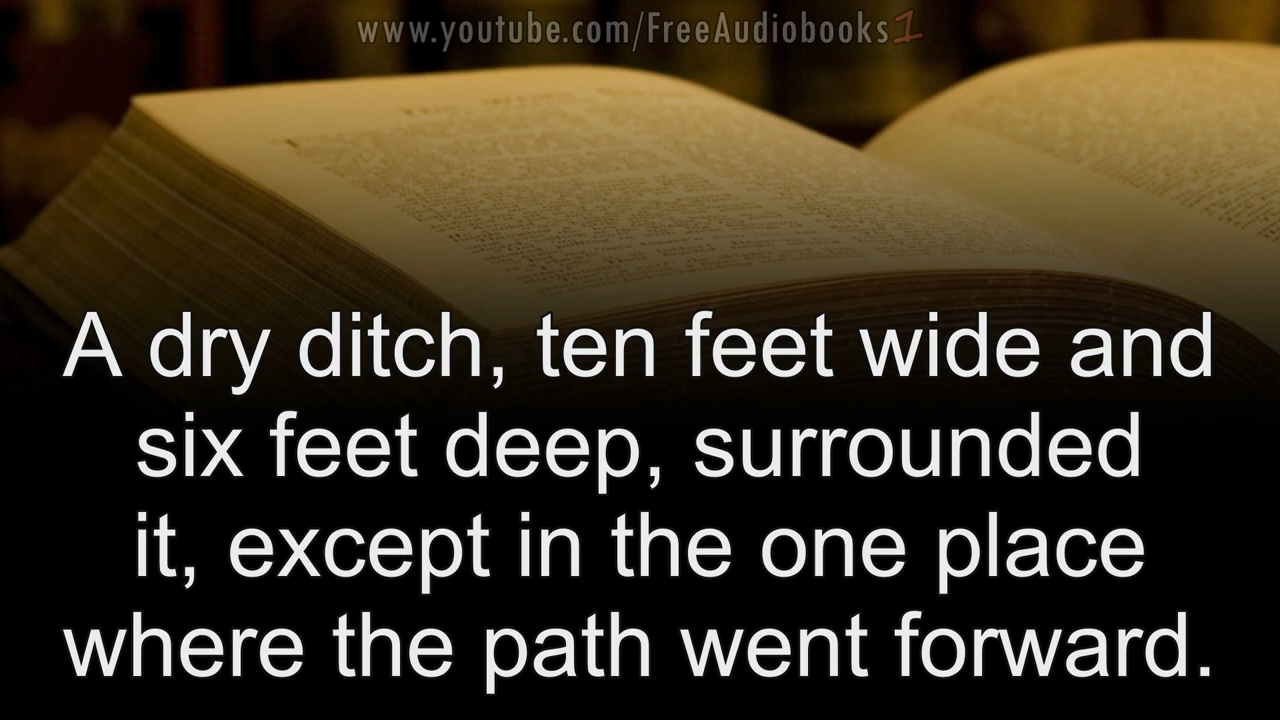 www.youtube.com/FreeAudiobooks1
A dry ditch, ten feet wide and
six feet deep, surrounded
it, except in the one place
where the path went forward.